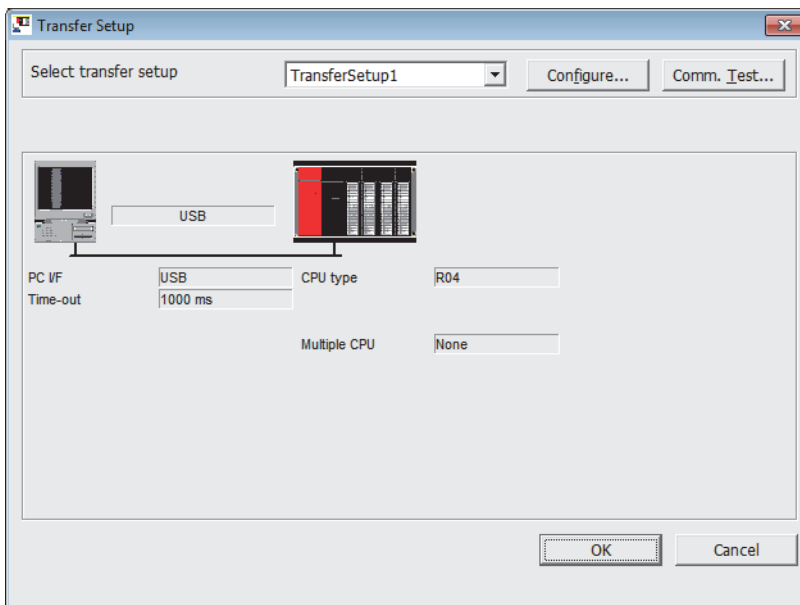 Transfer Setup
Select transfer setup TransferSetup1 Configure... Comm. Test...
USB
PC I/F USB CPU type R04
Time-out 1000 ms
Multiple CPU None
OK Cancel